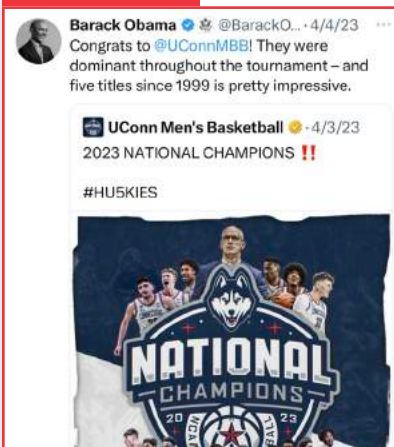 Barack Obama @BarackO... · 4/4/23 ...
Congrats to @UConnMBB! They were
dominant throughout the tournament – and
five titles since 1999 is pretty impressive.
UConn Men's Basketball · 4/3/23
2023 NATIONAL CHAMPIONS ‼️
#HU5KIES
NATIONAL
CHAMPIONS
20 23
NCAA